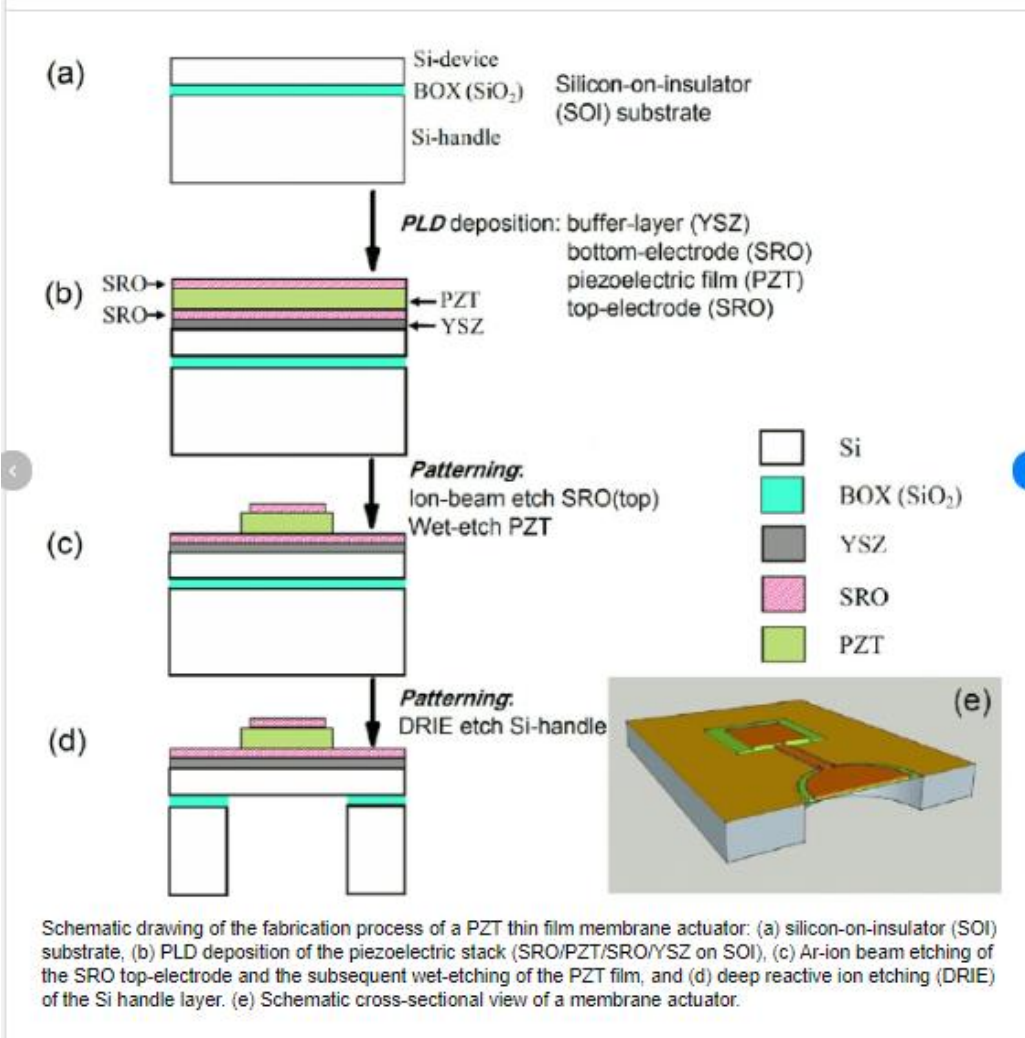 (a)
Si-device
BOX (SiO₂)
Si-handle
Silicon-on-insulator
(SOI) substrate
PLD deposition: buffer-layer (YSZ)
bottom-electrode (SRO)
piezoelectric film (PZT)
top-electrode (SRO)
(b)
SRO
SRO
PZT
YSZ
Patterning:
Ion-beam etch SRO(top)
Wet-etch PZT
(c)
Si
BOX (SiO₂)
YSZ
SRO
PZT
Patterning:
DRIE etch Si-handle
(d)
(e)
Schematic drawing of the fabrication process of a PZT thin film membrane actuator: (a) silicon-on-insulator (SOI)
substrate, (b) PLD deposition of the piezoelectric stack (SRO/PZT/SRO/YSZ on SOI), (c) Ar-ion beam etching of
the SRO top-electrode and the subsequent wet-etching of the PZT film, and (d) deep reactive ion etching (DRIE)
of the Si handle layer. (e) Schematic cross-sectional view of a membrane actuator.